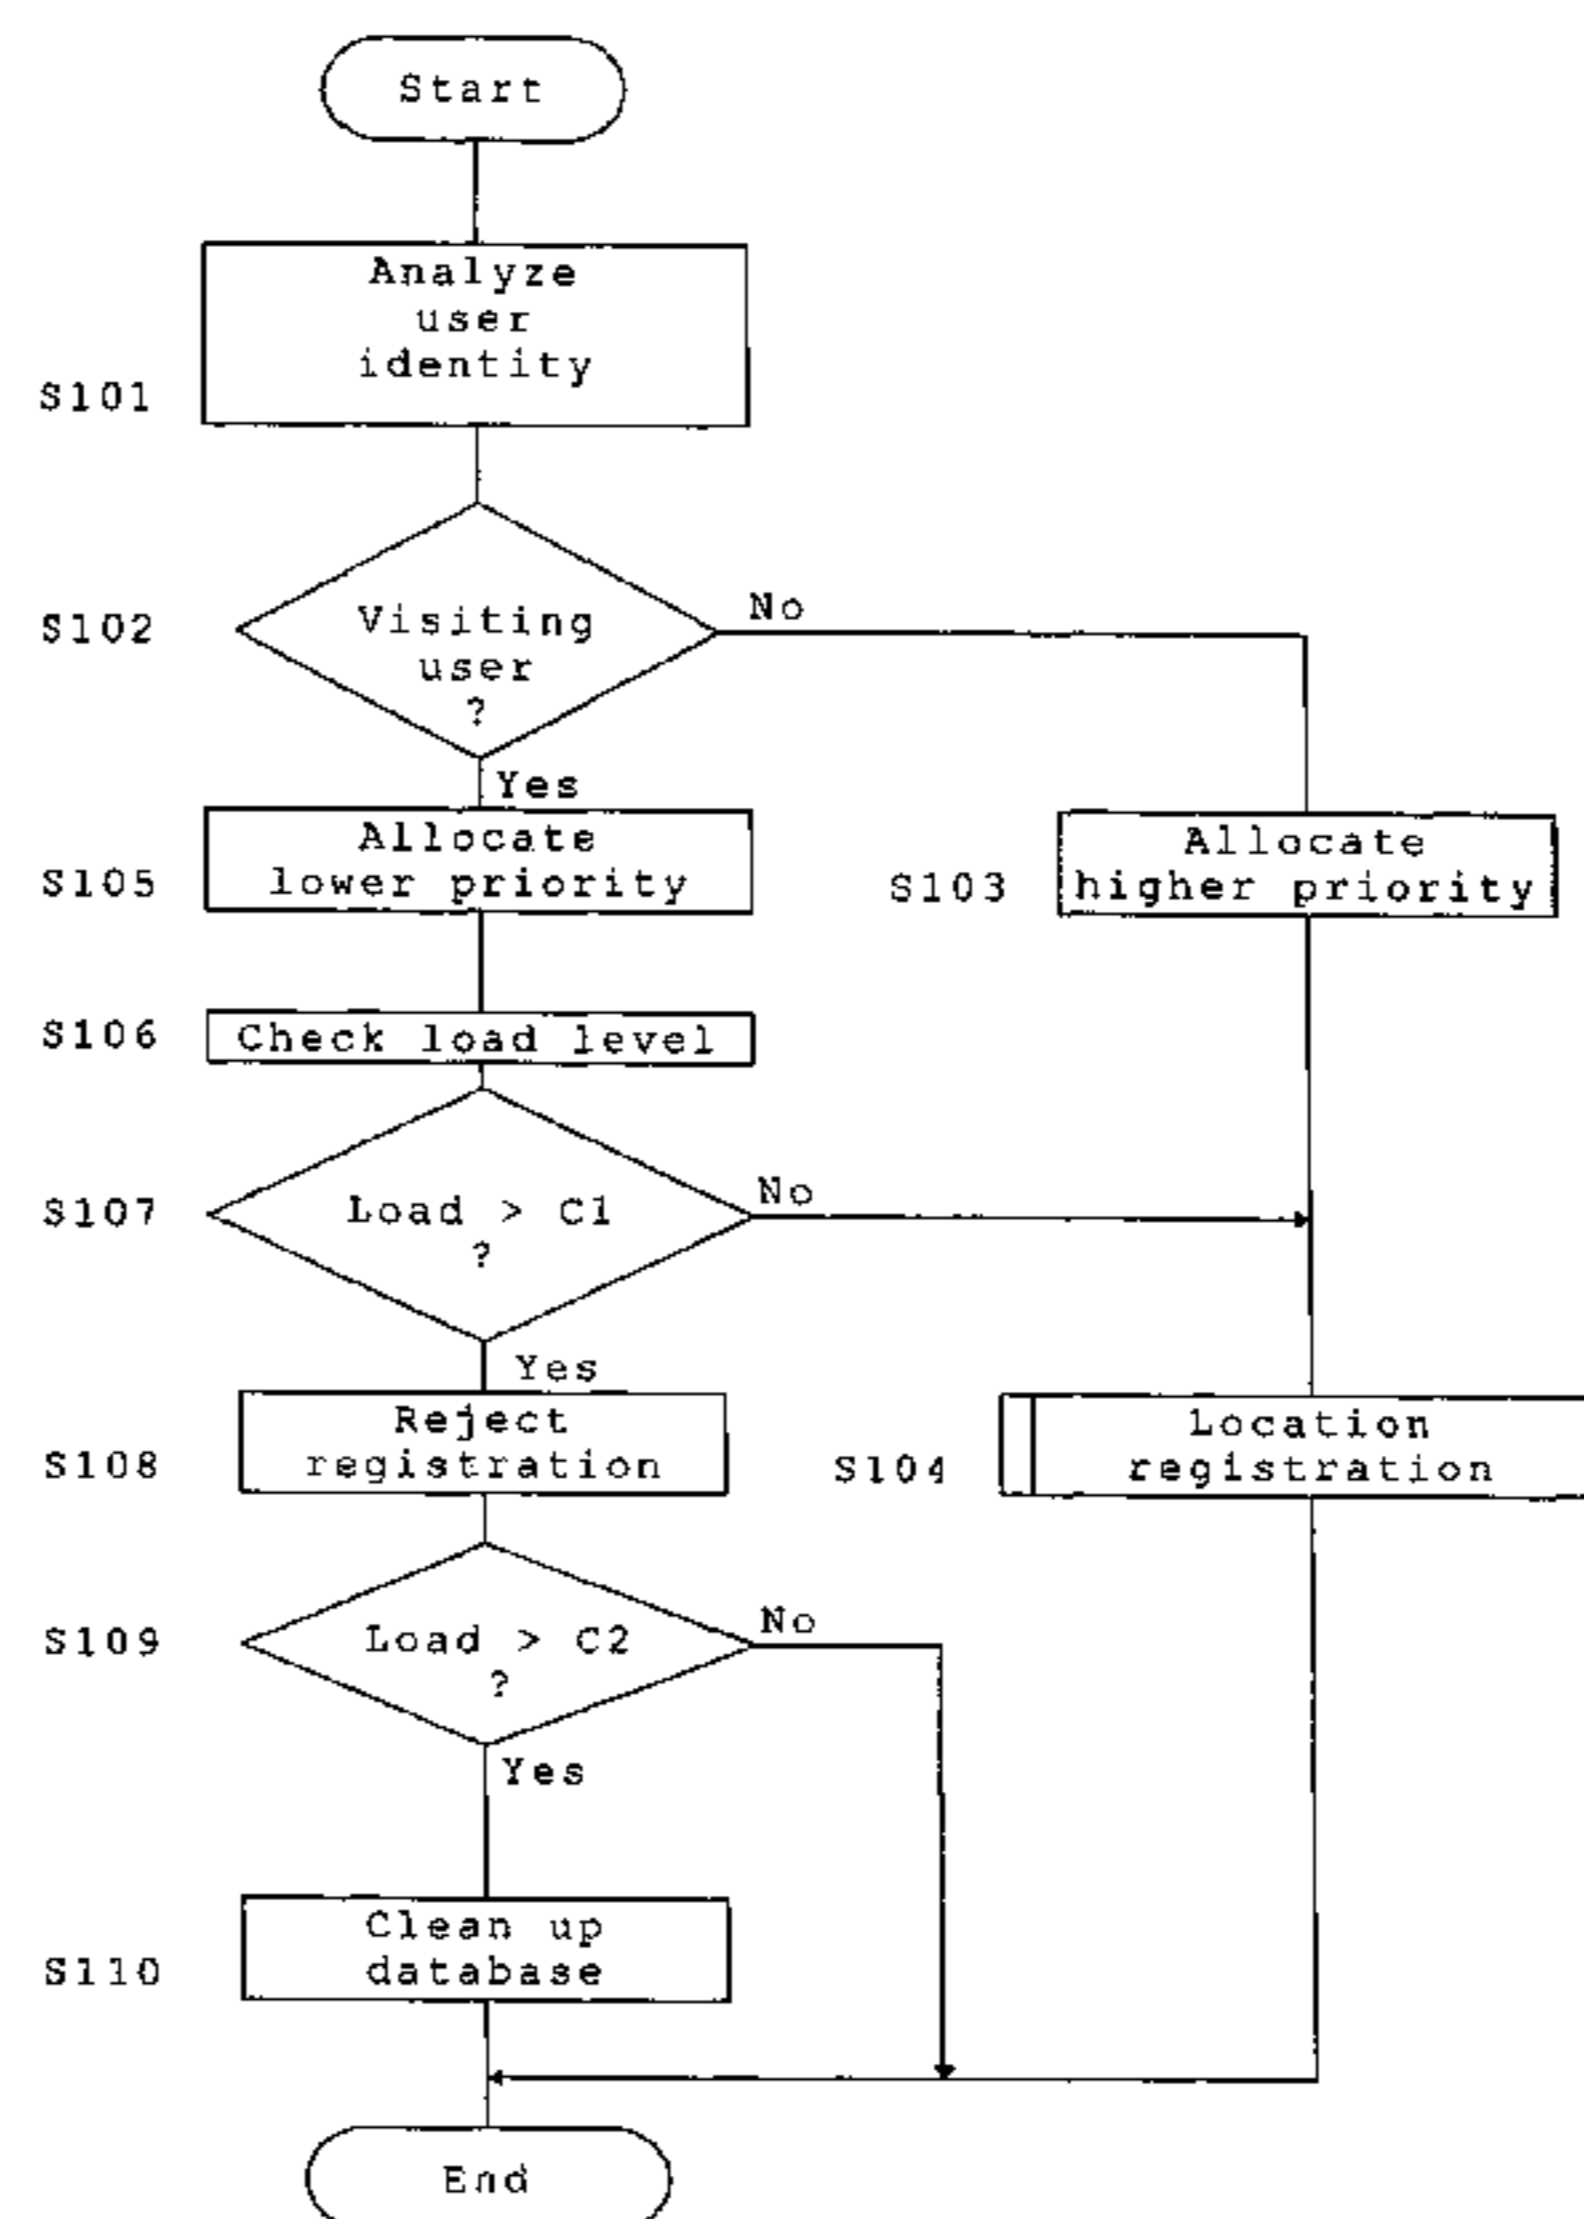 Start
Analyze
user
identity
S101
S102
Visiting
user
?
No
Yes
S105
Allocate
lower priority
S103
Allocate
higher priority
S106
Check load level
S107
Load > C1
?
No
Yes
S108
Reject
registration
S104
Location
registration
S109
Load > C2
?
No
Yes
S110
Clean up
database
End